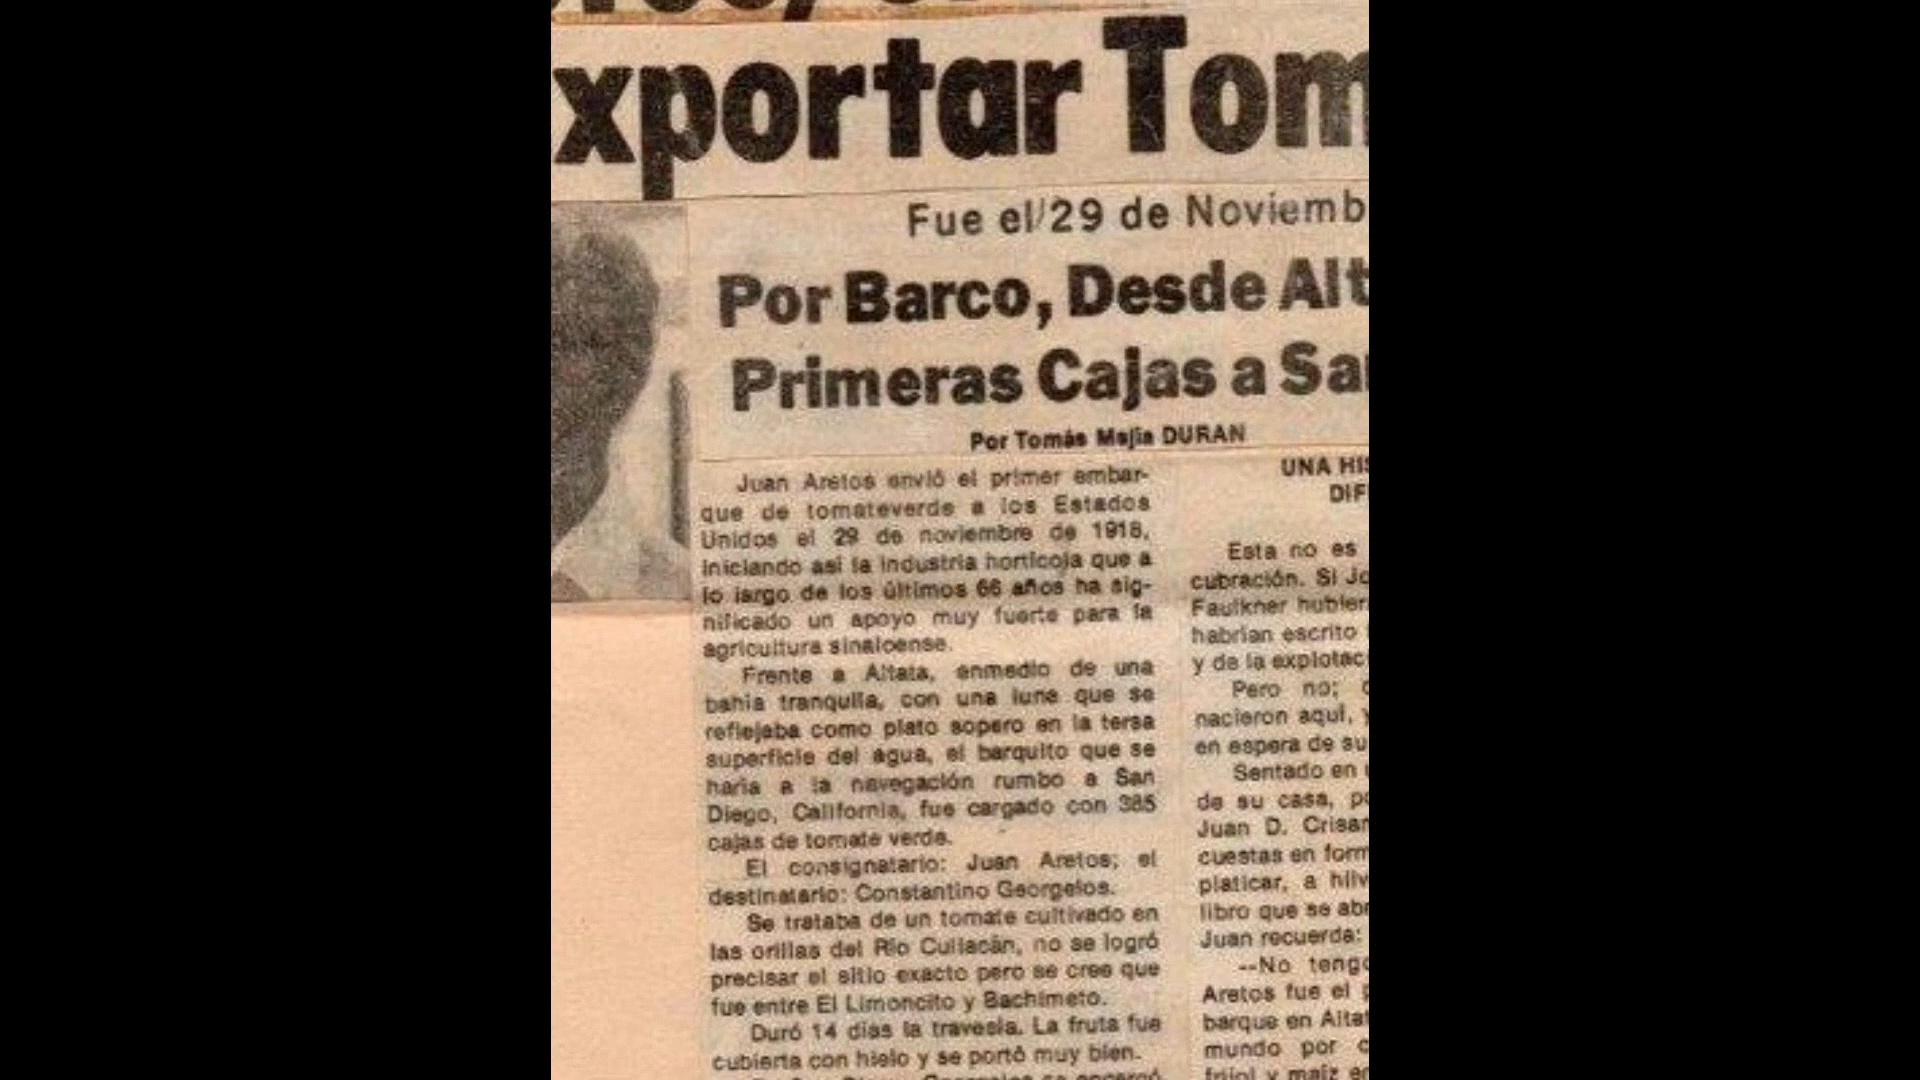 xportar Tom
Fue el 29 de Noviemb
Por Barco, Desde Alt
Primeras Cajas a Sa
Por Tomás Mejía DURAN
Juan Aretos envió el primer embar-
que de tomateverde a los Estados
Unidos el 29 de noviembre de 1918,
iniciando así la industria hortícola que a
lo largo de los últimos 66 años ha sig-
nificado un apoyo muy fuerte para la
agricultura sinaloense.
Frente a Altata, enmedio de una
bahía tranquila, con una luna que se
reflejaba como plato sopero en la tersa
superficie del agua, el barquito que se
haría a la navegación rumbo a San
Diego, California, fue cargado con 385
cajas de tomate verde.
El consignatario: Juan Aretos; el
destinatario: Constantino Georgelos.
Se trataba de un tomate cultivado en
las orillas del Río Culiacán, no se logró
precisar el sitio exacto pero se cree que
fue entre El Limoncito y Bachimeto.
Duró 14 días la travesía. La fruta fue
cubierta con hielo y se portó muy bien.
UNA HIS
DIF
Esta no es
cubración. Si Jo
Faulkner hubier
habrían escrito
y de la explotac
Pero no;
nacieron aquí, y
en espera de su
Sentado en
de su casa, po
Juan D. Crisan
cuestas en form
platicar, a hilv
libro que se abr
Juan recuerda:
--No tengo
Aretos fue el p
barque en Altat
mundo por c
frijol y maíz en